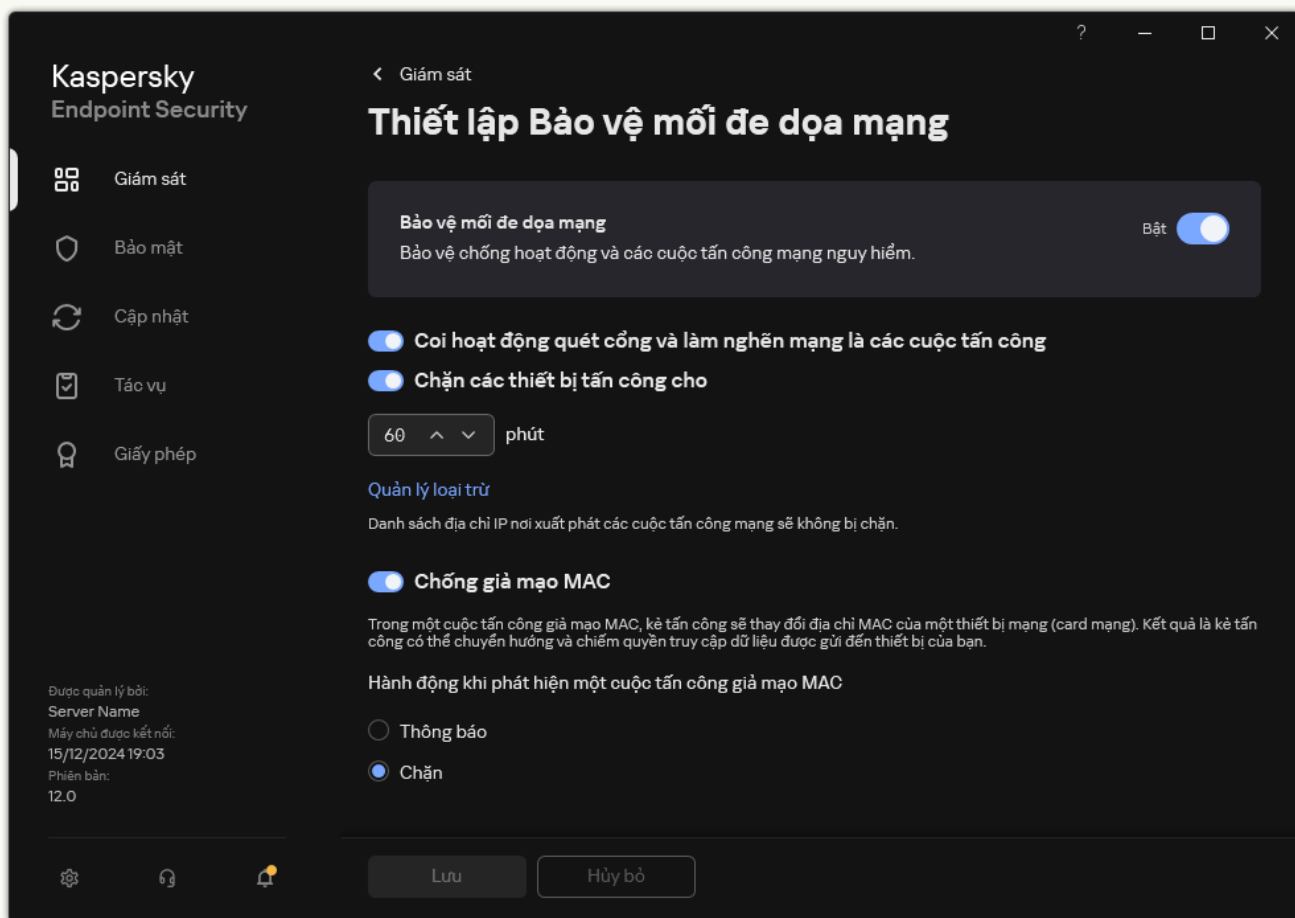 ?
Kaspersky
Endpoint Security
Giám sát
Bảo mật
Cập nhật
Tác vụ
Giấy phép
Được quản lý bởi:
Server Name
Máy chủ được kết nối:
15/12/2024 19:03
Phiên bản:
12.0
Giám sát
Thiết lập Bảo vệ mối đe dọa mạng
Bảo vệ mối đe dọa mạng
Bảo vệ chống hoạt động và các cuộc tấn công mạng nguy hiểm.
Bật
Coi hoạt động quét cổng và làm nghẽn mạng là các cuộc tấn công
Chặn các thiết bị tấn công cho
60 phút
Quản lý loại trừ
Danh sách địa chỉ IP nơi xuất phát các cuộc tấn công mạng sẽ không bị chặn.
Chống giả mạo MAC
Trong một cuộc tấn công giả mạo MAC, kẻ tấn công sẽ thay đổi địa chỉ MAC của một thiết bị mạng (card mạng). Kết quả là kẻ tấn
công có thể chuyển hướng và chiếm quyền truy cập dữ liệu được gửi đến thiết bị của bạn.
Hành động khi phát hiện một cuộc tấn công giả mạo MAC
Thông báo
Chặn
Lưu
Hủy bỏ